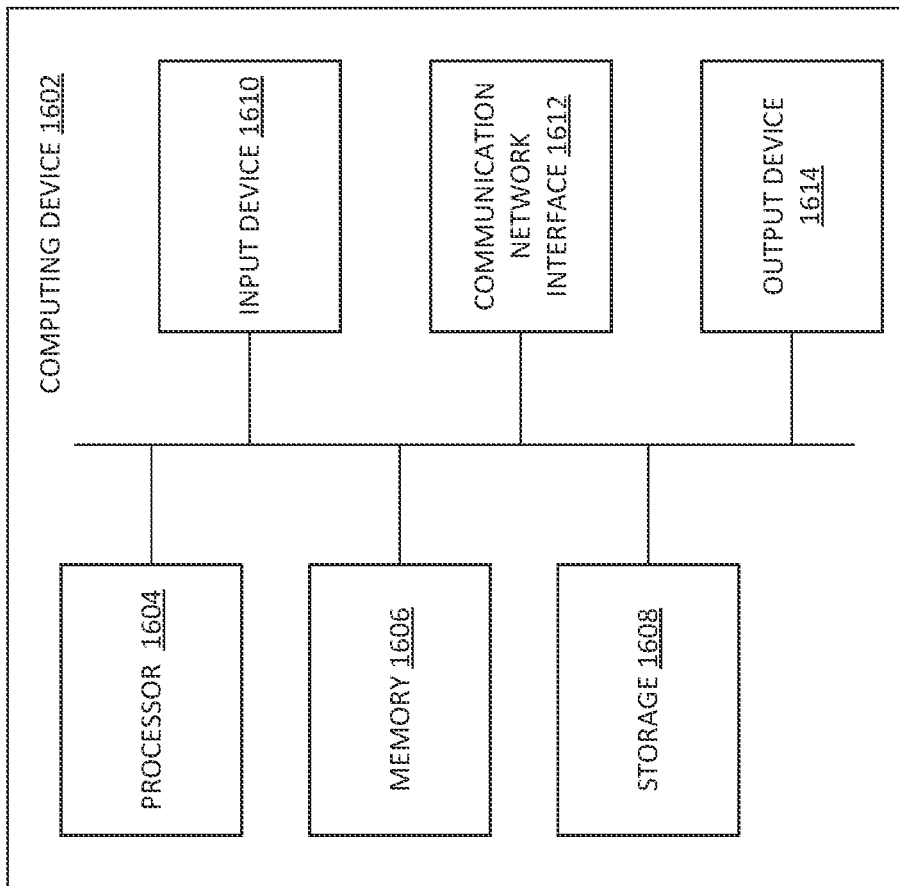 COMPUTING DEVICE 1602
PROCESSOR 1604
MEMORY 1606
STORAGE 1608
INPUT DEVICE 1610
COMMUNICATION
NETWORK
INTERFACE 1612
OUTPUT DEVICE
1614